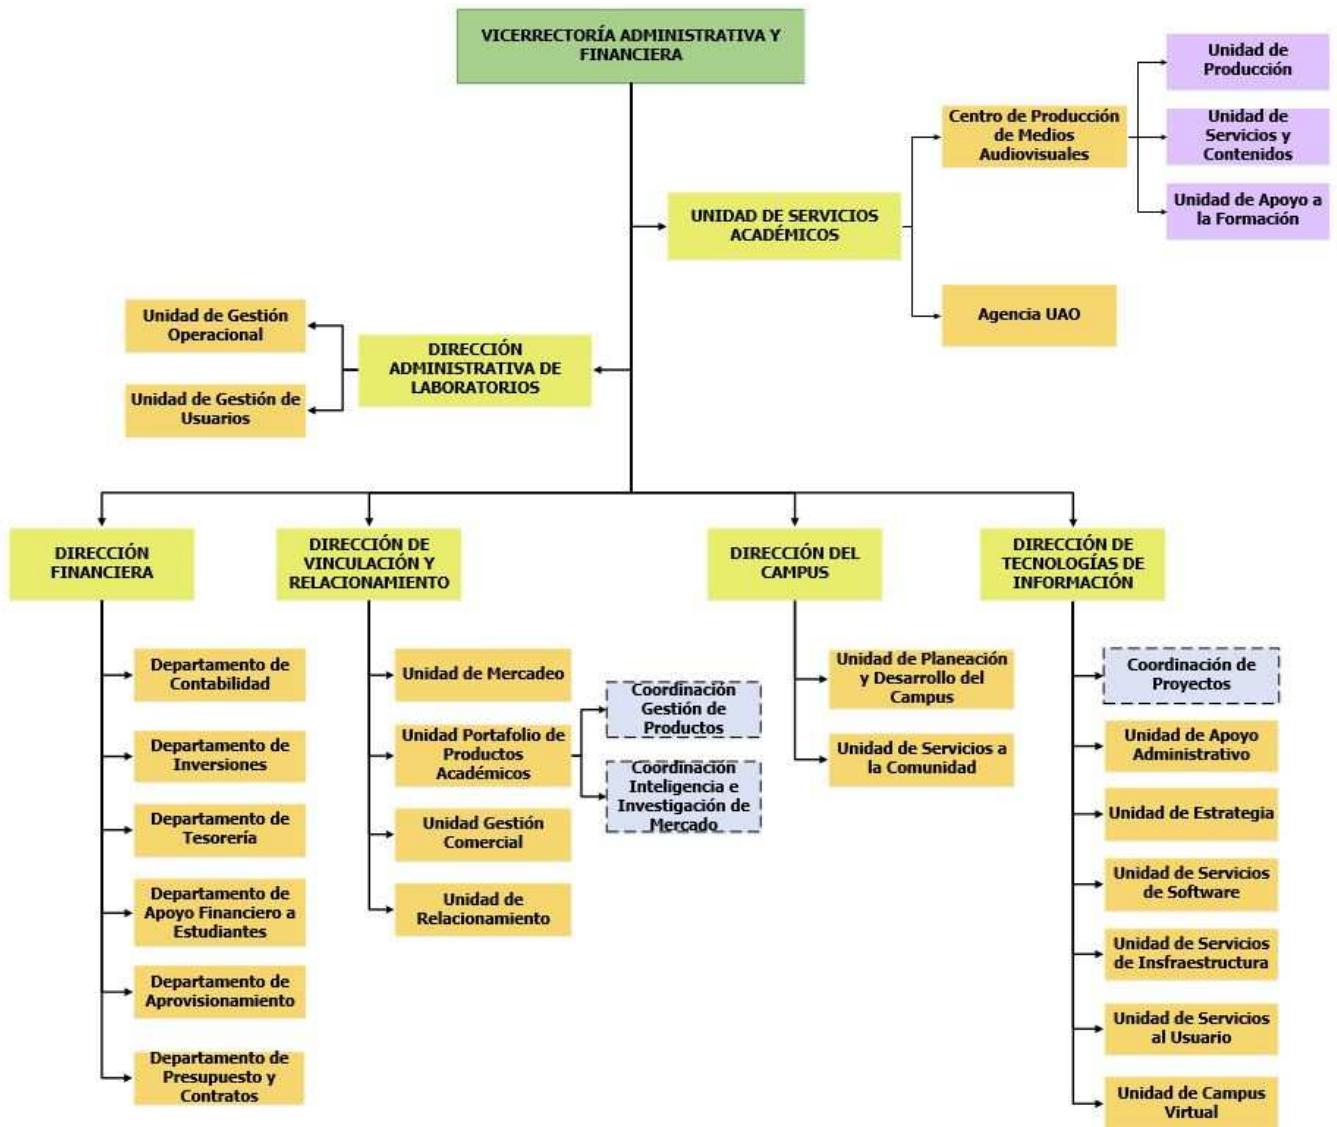 VICERRECTORÍA ADMINISTRATIVA Y
FINANCIERA
Unidad de
Producción
Centro de Producción
de Medios
Audiovisuales
Unidad de
Servicios y
Contenidos
Unidad de Apoyo a
la Formación
UNIDAD DE SERVICIOS
ACADÉMICOS
Agencia UAO
Unidad de Gestión
Operacional
DIRECCIÓN
ADMINISTRATIVA DE
LABORATORIOS
Unidad de Gestión de
Usuarios
DIRECCIÓN
FINANCIERA
DIRECCIÓN DE
VINCULACIÓN Y
RELACIONAMIENTO
DIRECCIÓN DEL
CAMPUS
DIRECCIÓN DE
TECNOLOGÍAS DE
INFORMACIÓN
Departamento de
Contabilidad
Departamento de
Inversiones
Departamento de
Tesorería
Departamento de
Apoyo Financiero a
Estudiantes
Departamento de
Aprovisionamiento
Departamento de
Presupuesto y
Contratos
Unidad de Mercadeo
Unidad Portafolio de
Productos
Académicos
Coordinación
Gestión de
Productos
Coordinación
Inteligencia e
Investigación de
Mercado
Unidad Gestión
Comercial
Unidad de
Relacionamiento
Unidad de Planeación
y Desarrollo del
Campus
Unidad de Servicios a
la Comunidad
Coordinación de
Proyectos
Unidad de Apoyo
Administrativo
Unidad de Estrategia
Unidad de Servicios
de Software
Unidad de Servicios
de Insfraestructura
Unidad de Servicios
al Usuario
Unidad de Campus
Virtual